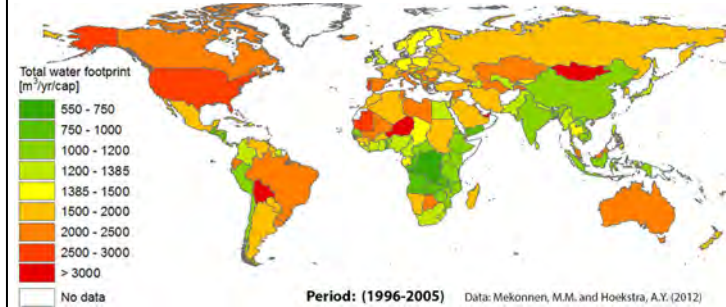 Total water footprint
[m³/yr/cap]
550 - 750
750 - 1000
1000 - 1200
1200 - 1385
1385 - 1500
1500 - 2000
2000 - 2500
2500 - 3000
> 3000
No data
Period: (1996-2005) Data: Mekonnen, M.M. and Hoekstra, A.Y. (2012)